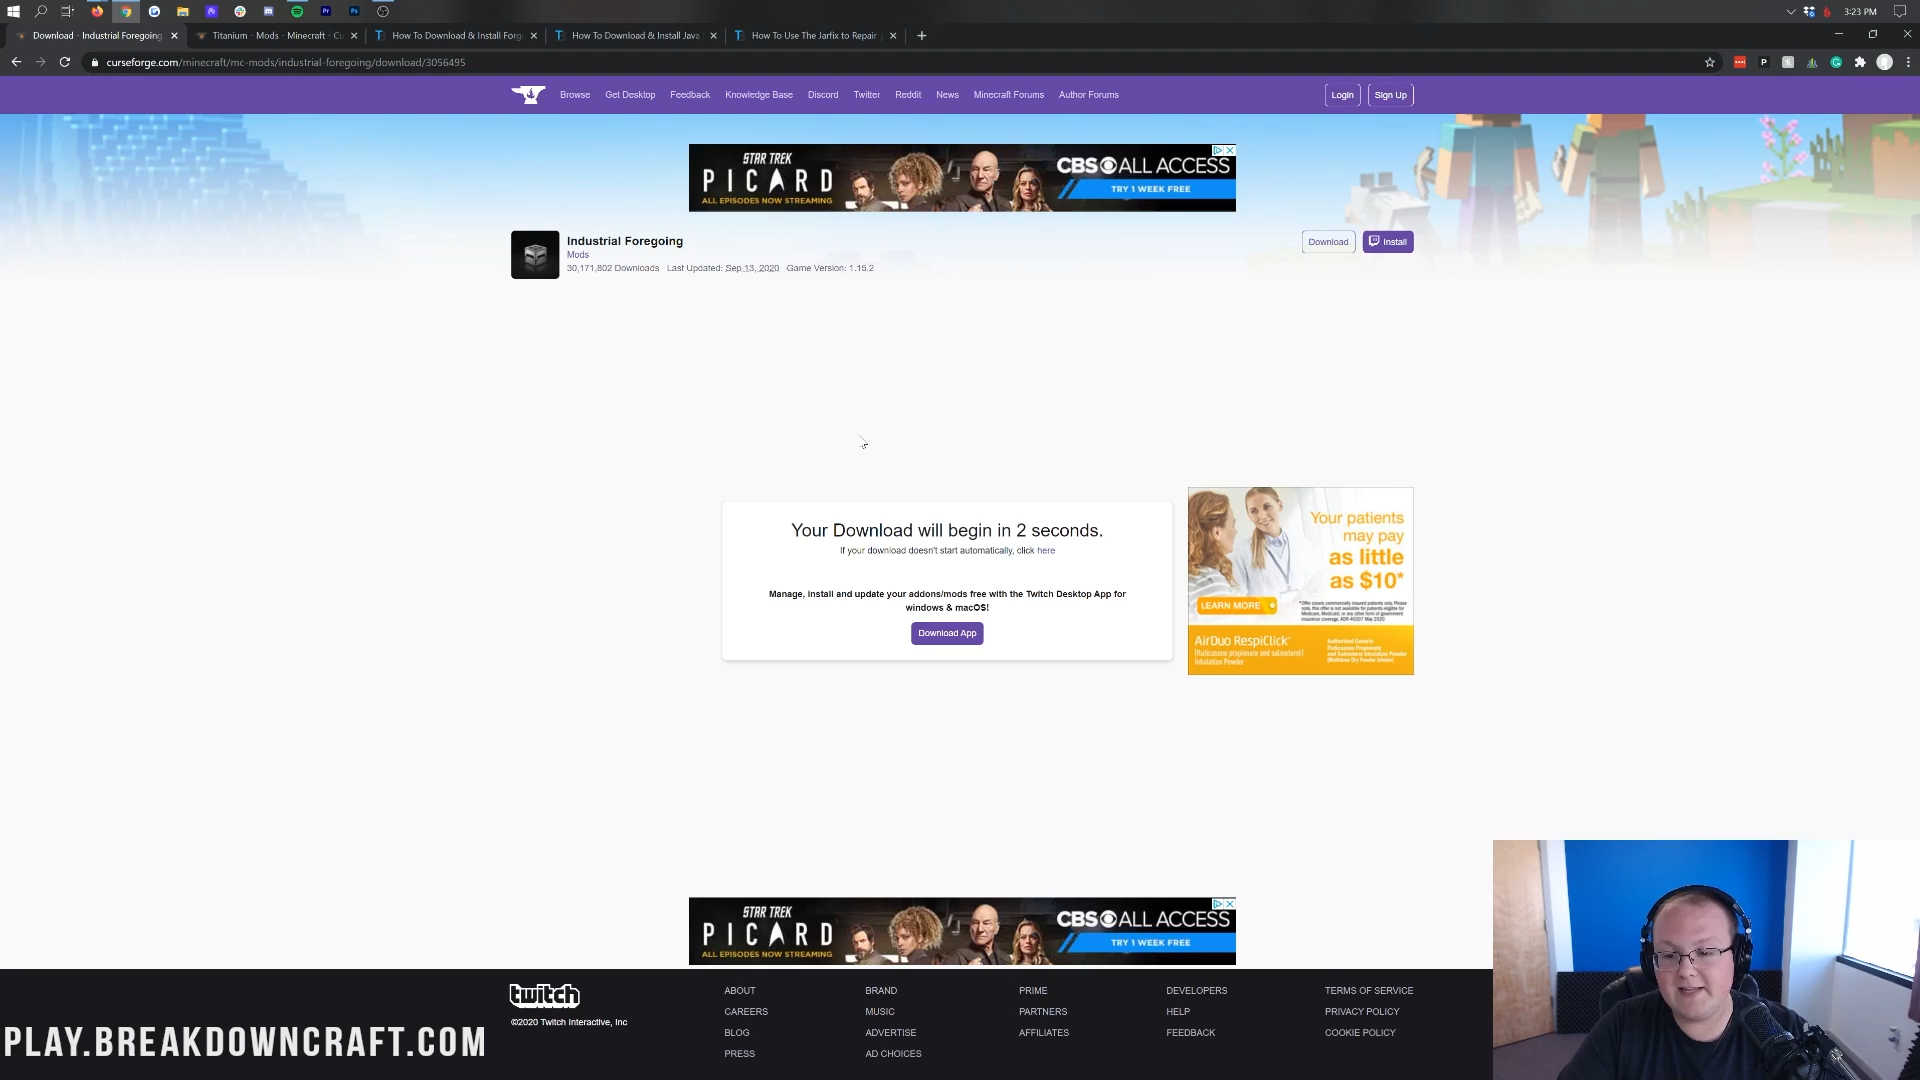 3:23 PM
Download - Industrial Foregoing
Titanium - Mods - Minecraft - Cu
How To Download & Install Forg
How To Download & Install Java
How To Use The Jarfix to Repair
curseforge.com/minecraft/mc-mods/industrial-foregoing/download/3056495
Browse Get Desktop Feedback Knowledge Base Discord Twitter Reddit News Minecraft Forums Author Forums
Login Sign Up
STAR TREK
PICARD
ALL EPISODES NOW STREAMING
CBS ALL ACCESS
TRY 1 WEEK FREE
Industrial Foregoing
Mods
30,171,802 Downloads Last Updated: Sep 13, 2020 Game Version: 1.16.2
Download Install
Your Download will begin in 2 seconds.
If your download doesn't start automatically, click here
Manage, install and update your addons/mods free with the Twitch Desktop App for
windows & macOS!
Download App
Your patients
may pay
as little
as $10*
LEARN MORE
AirDuo RespiClick®
(fluticasone propionate and salmeterol)
Inhalation Powder
STAR TREK
PICARD
ALL EPISODES NOW STREAMING
CBS ALL ACCESS
TRY 1 WEEK FREE
twitch
©2020 Twitch Interactive, Inc
ABOUT BRAND PRIME DEVELOPERS TERMS OF SERVICE
CAREERS MUSIC PARTNERS HELP PRIVACY POLICY
BLOG ADVERTISE AFFILIATES FEEDBACK COOKIE POLICY
PRESS AD CHOICES
PLAY.BREAKDOWNCRAFT.COM